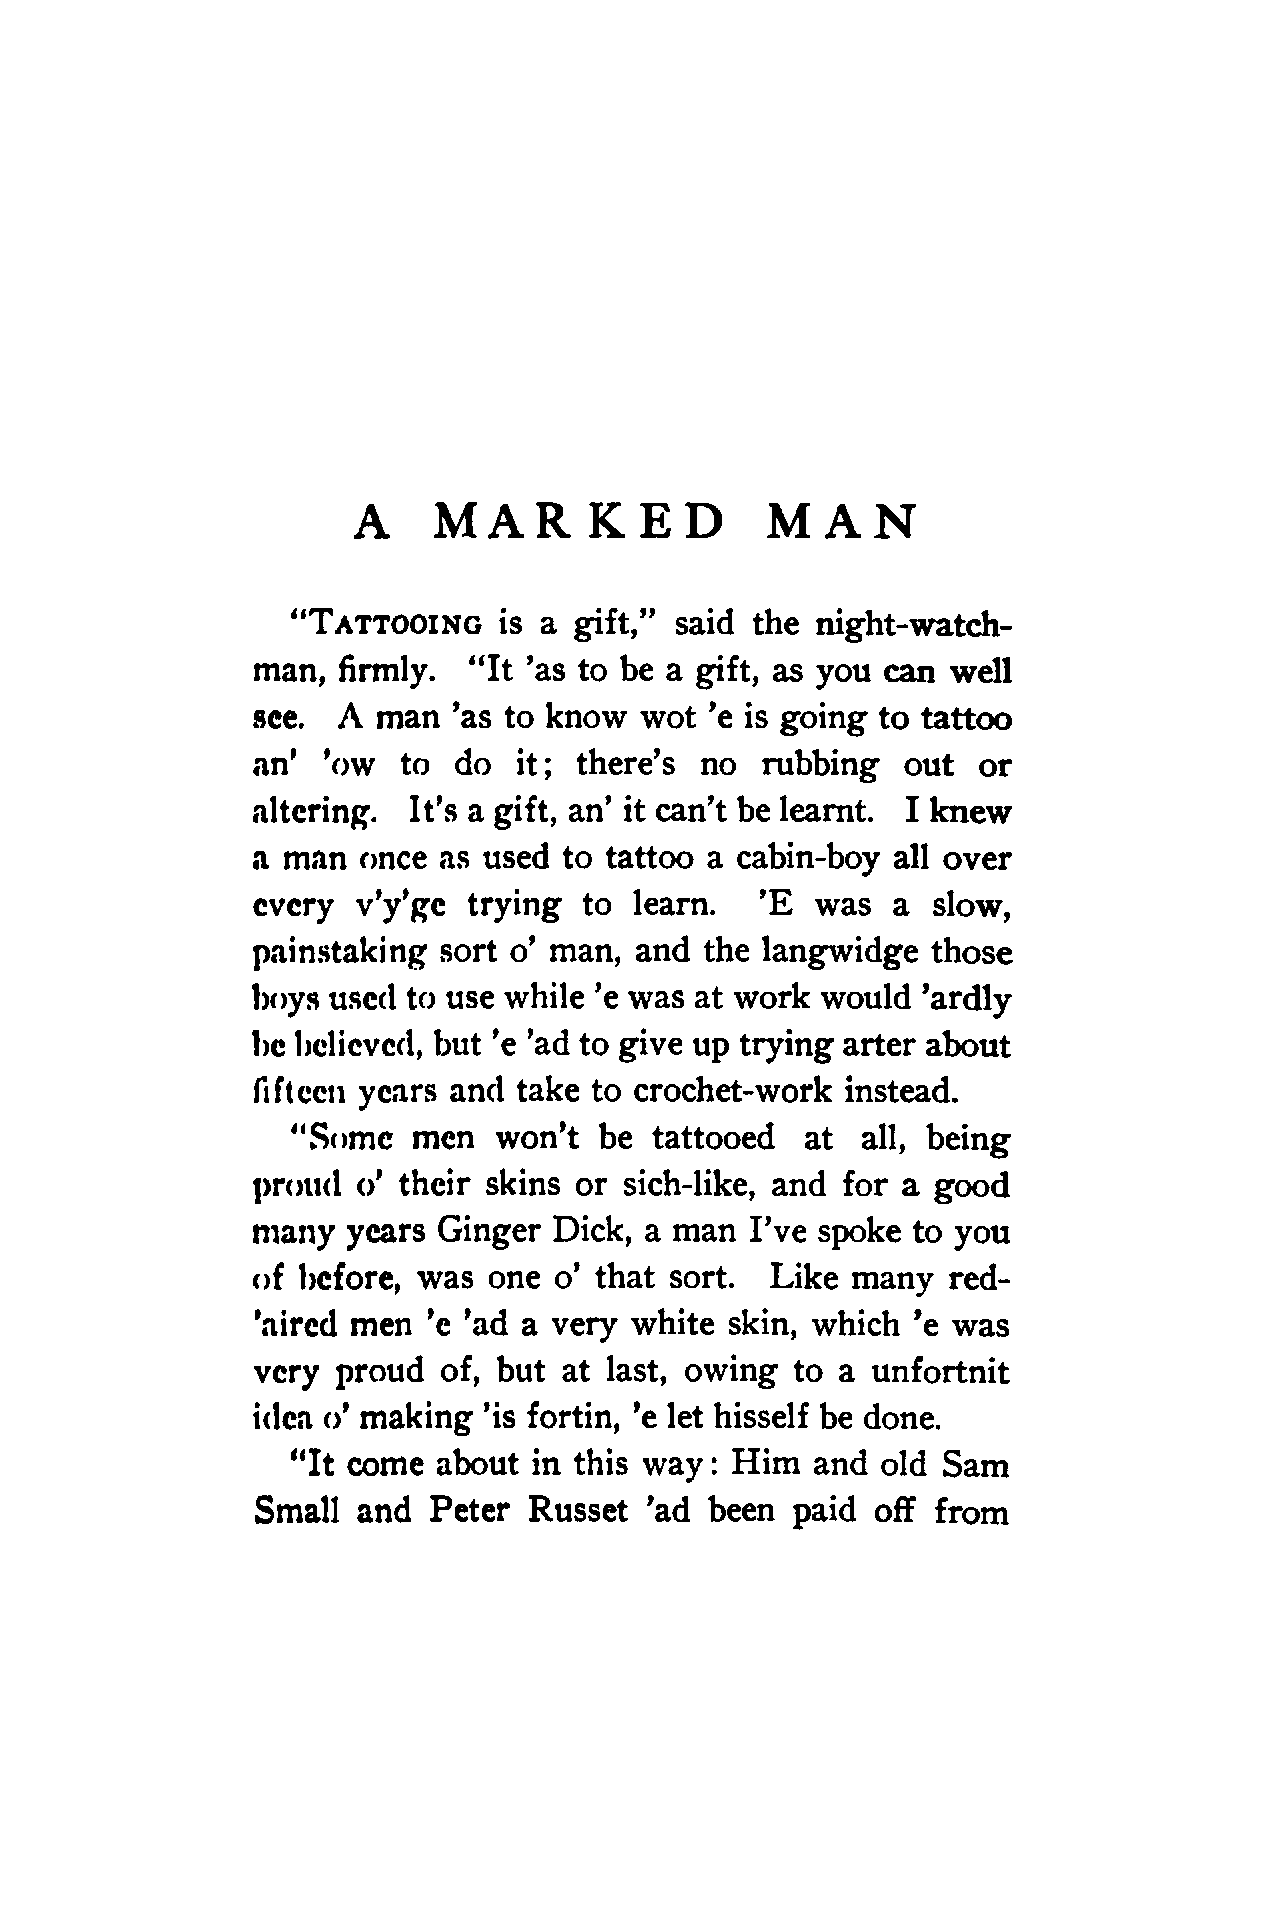 A MARKED MAN
“TATTOOING is a gift,” said the night-watch-
man, firmly. “It ’as to be a gift, as you can well
see. A man ’as to know wot ’e is going to tattoo
an’ ’ow to do it; there’s no rubbing out or
altering. It’s a gift, an’ it can’t be learnt. I knew
a man once as used to tattoo a cabin-boy all over
every v’y’ge trying to learn. ’E was a slow,
painstaking sort o’ man, and the langwidge those
boys used to use while ’e was at work would ’ardly
be believed, but ’e ’ad to give up trying arter about
fifteen years and take to crochet-work instead.
“Some men won’t be tattooed at all, being
proud o’ their skins or sich-like, and for a good
many years Ginger Dick, a man I’ve spoke to you
of before, was one o’ that sort. Like many red-
’aired men ’e ’ad a very white skin, which ’e was
very proud of, but at last, owing to a unfortnit
idea o’ making ’is fortin, ’e let hisself be done.
“It come about in this way: Him and old Sam
Small and Peter Russet ’ad been paid off from